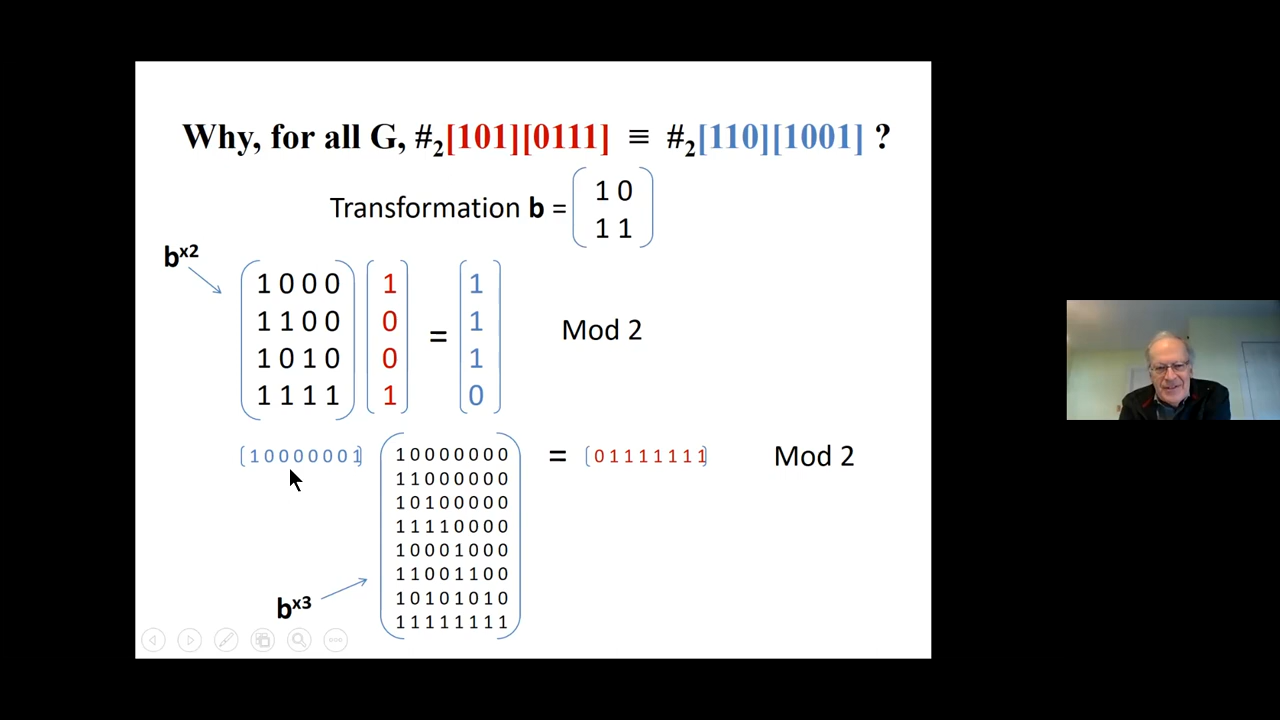 Why, for all G, #₂[101][0111] ≡ #₂[110][1001] ?
Transformation b =
1 0
1 1
bˣ²
1 0 0 0
1 1 0 0
1 0 1 0
1 1 1 1
1
0
0
1
=
1
1
1
0
Mod 2
[1 0 0 0 0 0 0 1]
1 0 0 0 0 0 0 0
1 1 0 0 0 0 0 0
1 0 1 0 0 0 0 0
1 1 1 1 0 0 0 0
1 0 0 0 1 0 0 0
1 1 0 0 1 1 0 0
1 0 1 0 1 0 1 0
1 1 1 1 1 1 1 1
= [0 1 1 1 1 1 1 1] Mod 2
bˣ³